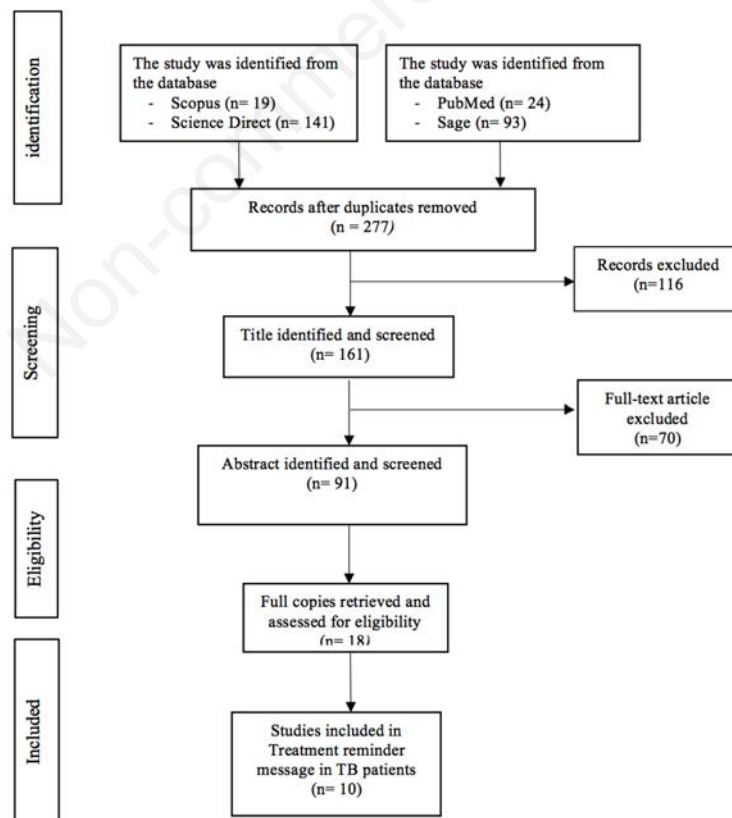 Non-commer
identification
The study was identified from
the database
- Scopus (n= 19)
- Science Direct (n= 141)
The study was identified from
the database
- PubMed (n= 24)
- Sage (n= 93)
Records after duplicates removed
(n = 277)
Screening
Records excluded
(n=116
Title identified and screened
(n= 161)
Full-text article
excluded
(n=70)
Abstract identified and screened
(n= 91)
Eligibility
Full copies retrieved and
assessed for eligibility
(n= 18)
Included
Studies included in
Treatment reminder
message in TB patients
(n= 10)